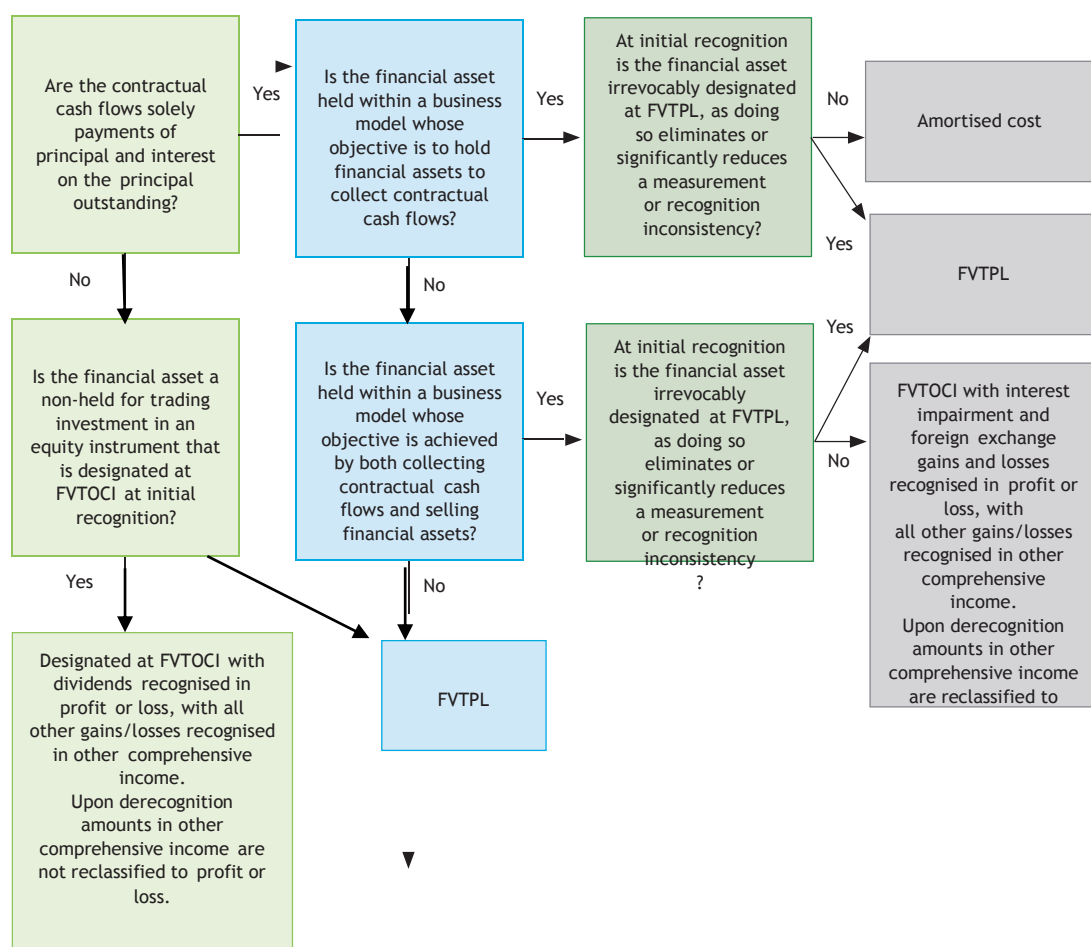 Are the contractual
cash flows solely
payments of
principal and interest
on the principal
outstanding?
Yes
Is the financial asset
held within a business
model whose
objective is to hold
financial assets to
collect contractual
cash flows?
Yes
At initial recognition
is the financial asset
irrevocably designated
at FVTPL, as doing
so eliminates or
significantly reduces
a measurement
or recognition
inconsistency?
No
Amortised cost
Yes
FVTPL
No
No
Is the financial asset a
non-held for trading
investment in an
equity instrument that
is designated at
FVTOCI at initial
recognition?
Is the financial asset
held within a business
model whose
objective is achieved
by both collecting
contractual cash
flows and selling
financial assets?
Yes
At initial recognition
is the financial asset
irrevocably
designated at FVTPL,
as doing so
eliminates or
significantly reduces
a measurement
or recognition
inconsistency
?
Yes
No
FVTOCI with interest
impairment and
foreign exchange
gains and losses
recognised in profit or
loss, with
all other gains/losses
recognised in other
comprehensive
income.
Upon derecognition
amounts in other
comprehensive income
are reclassified to
Yes
No
Designated at FVTOCI with
dividends recognised in
profit or loss, with all
other gains/losses recognised
in other comprehensive
income.
Upon derecognition
amounts in other
comprehensive income are
not reclassified to profit or
loss.
FVTPL